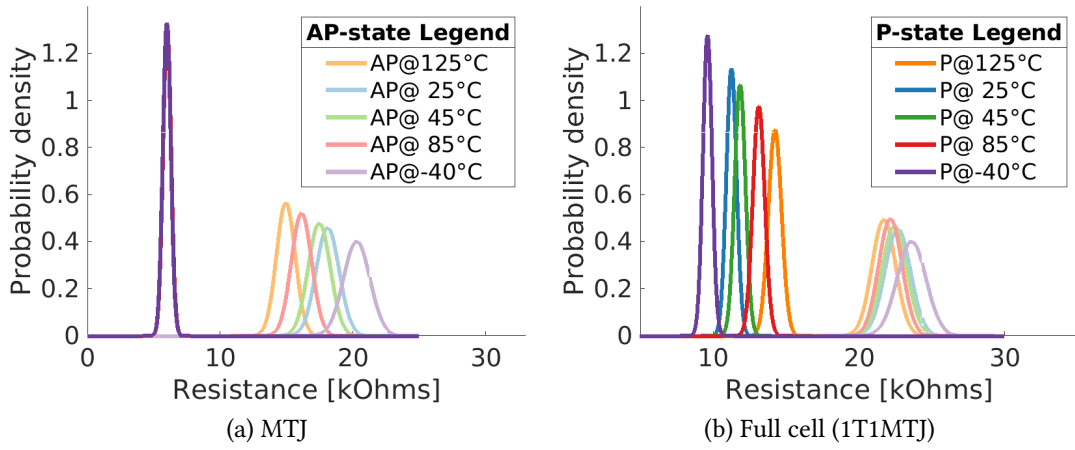 AP-state Legend
AP@125°C
AP@ 25°C
AP@ 45°C
AP@ 85°C
AP@-40°C
Probability density
1.2
1
0.8
0.6
0.4
0.2
0
0
10
20
30
Resistance [kOhms]
(a) MTJ
P-state Legend
P@125°C
P@ 25°C
P@ 45°C
P@ 85°C
P@-40°C
Probability density
1.2
1
0.8
0.6
0.4
0.2
0
10
20
30
Resistance [kOhms]
(b) Full cell (1T1MTJ)